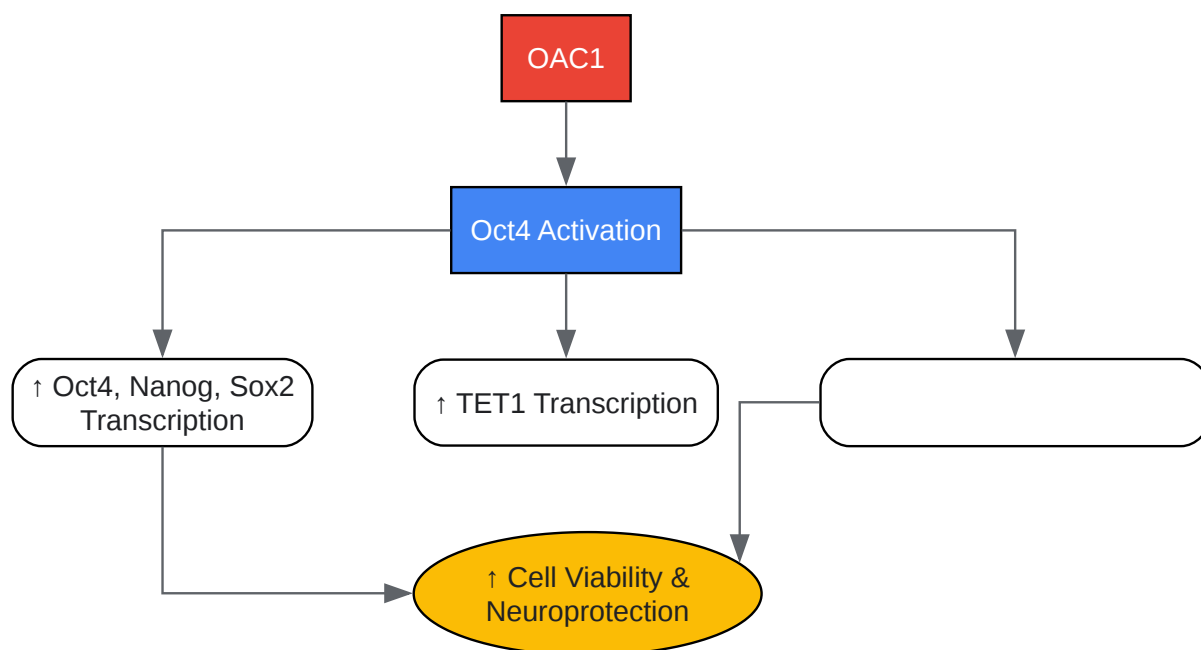 OAC1
Oct4 Activation
↑ Oct4, Nanog, Sox2
Transcription
↑ TET1 Transcription
↑ Cell Viability &
Neuroprotection